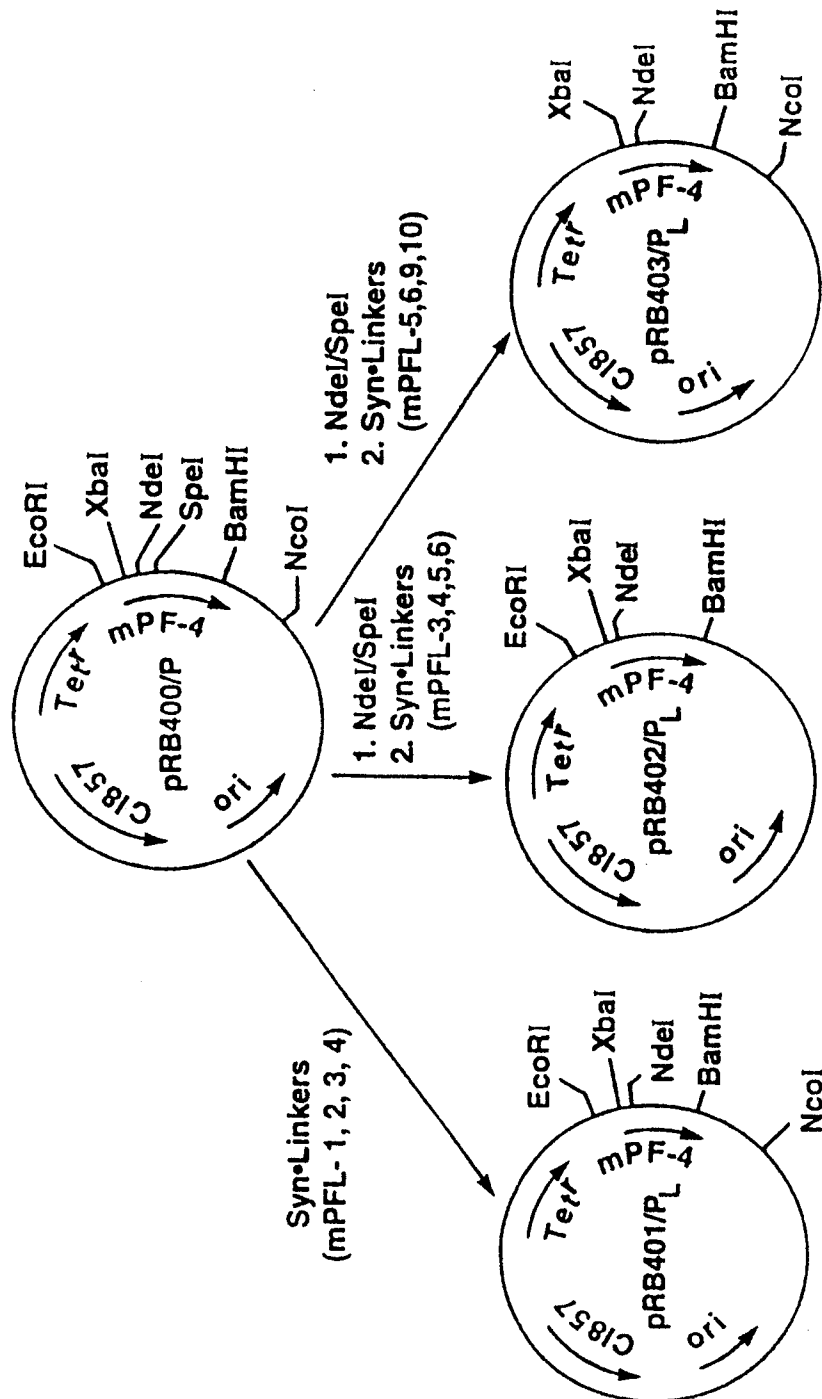 EcoRI
XbaI
NdeI
SpeI
BamHI
NcoI
Tetr
mPF-4
CI857
pRB400/P
ori
Syn•Linkers
(mPFL- 1, 2, 3, 4)
1. NdeI/SpeI
2. Syn•Linkers
(mPFL-3,4,5,6)
1. NdeI/SpeI
2. Syn•Linkers
(mPFL-5,6,9,10)
EcoRI
XbaI
NdeI
BamHI
NcoI
Tetr
mPF-4
CI857
pRB401/PL
ori
EcoRI
XbaI
NdeI
BamHI
Tetr
mPF-4
CI857
pRB402/PL
ori
XbaI
NdeI
BamHI
NcoI
Tetr
mPF-4
CI857
pRB403/PL
ori